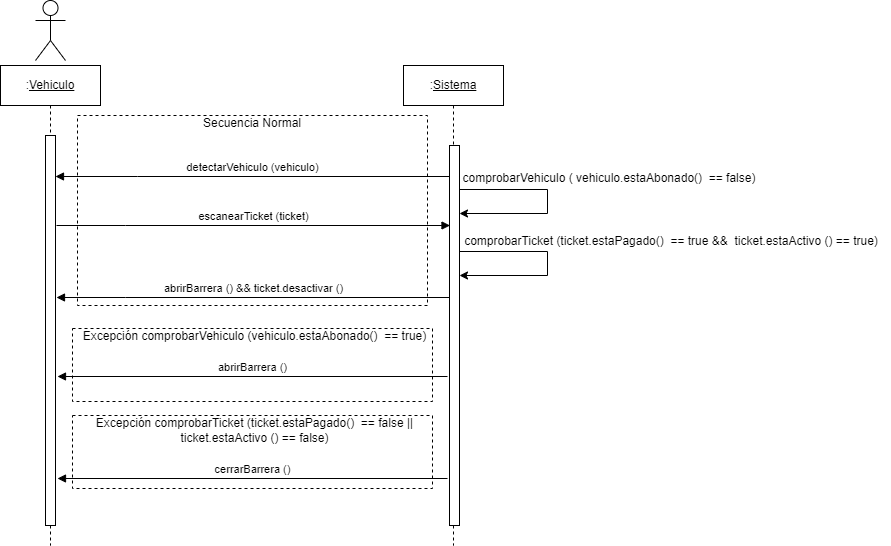 :Vehiculo
:Sistema
Secuencia Normal
detectarVehiculo (vehiculo)
comprobarVehiculo ( vehiculo.estaAbonado()  == false)
escanearTicket (ticket)
comprobarTicket (ticket.estaPagado()  == true &&  ticket.estaActivo () == true)
abrirBarrera () && ticket.desactivar ()
Excepción comprobarVehiculo (vehiculo.estaAbonado()  == true)
abrirBarrera ()
Excepción comprobarTicket (ticket.estaPagado()  == false ||
ticket.estaActivo () == false)
cerrarBarrera ()